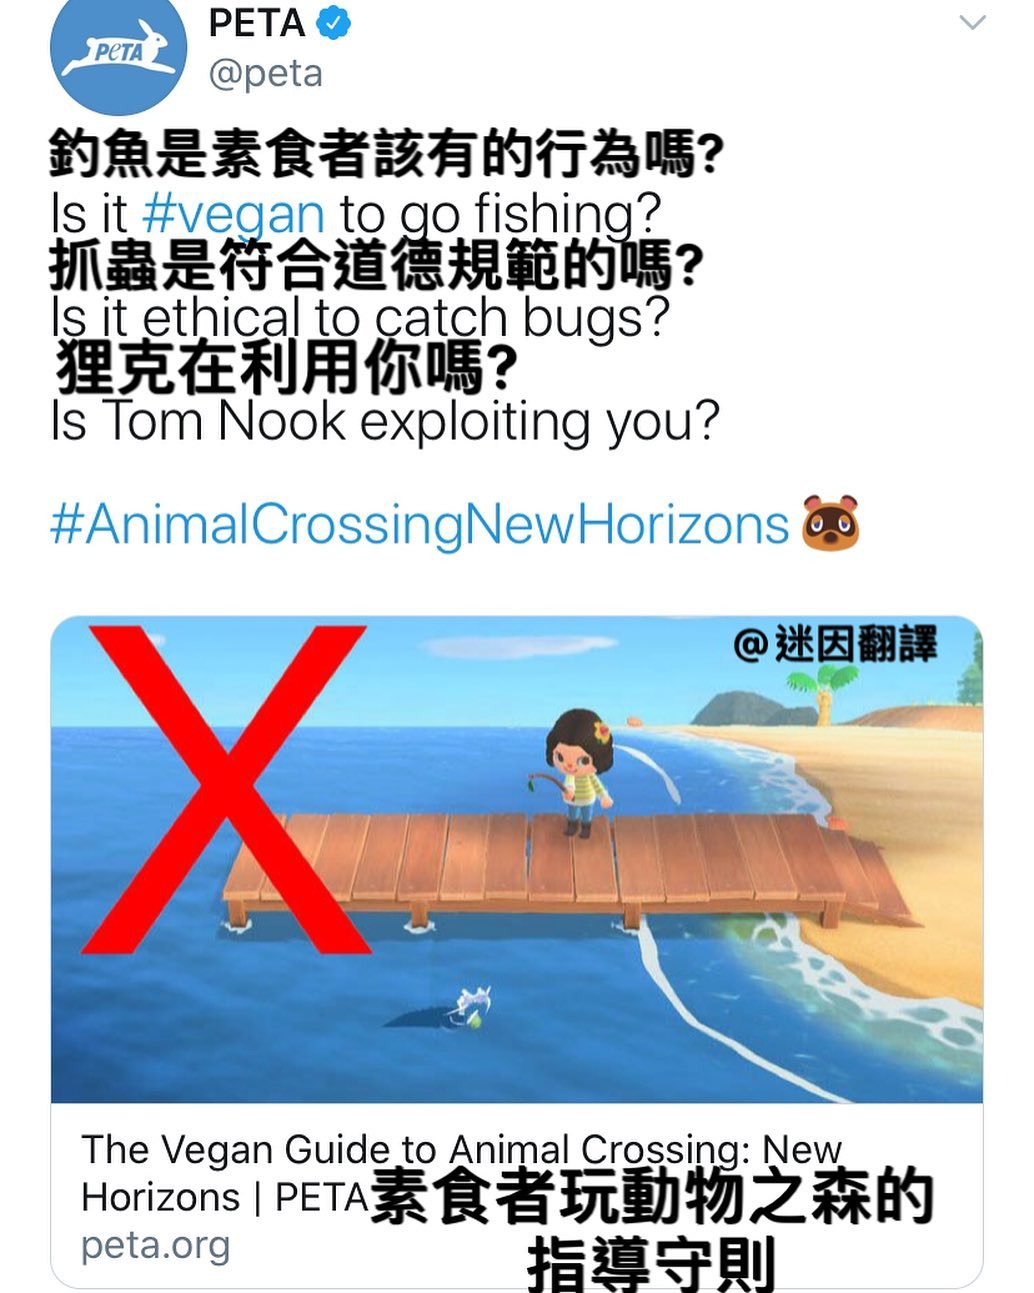 PETA
PETA
@peta
釣魚是素食者該有的行為嗎?
Is it #vegan to go fishing?
抓蟲是符合道德規範的嗎?
Is it ethical to catch bugs?
狸克在利用你嗎?
Is Tom Nook exploiting you?
#AnimalCrossingNewHorizons
@迷因翻譯
X
The Vegan Guide to Animal Crossing: New
Horizons | PETA
素食者玩動物之森的
peta.org
指導守則